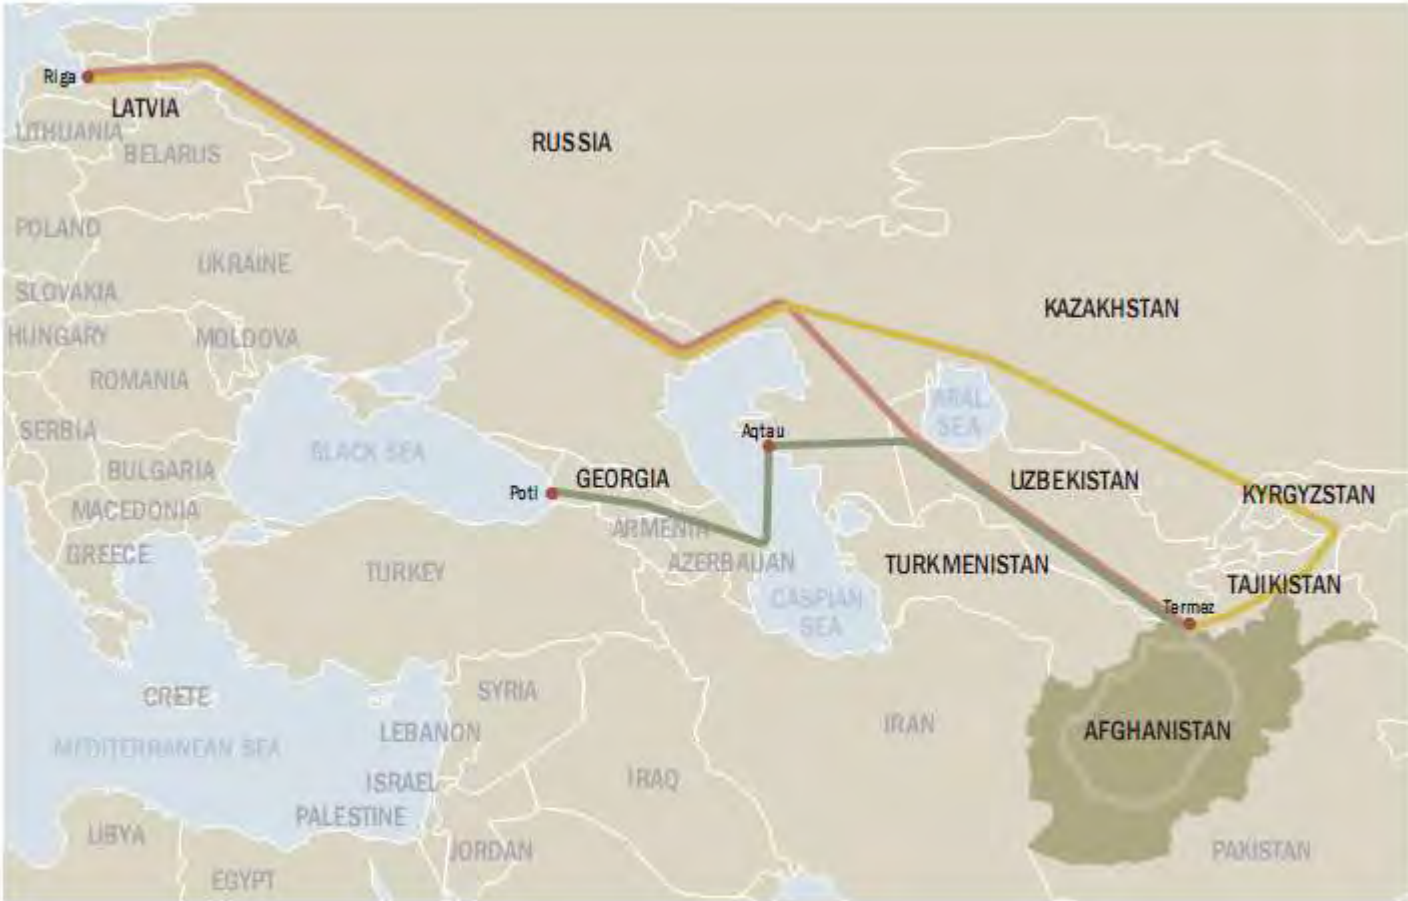 Riga
LATVIA
LITHUANIA
BELARUS
RUSSIA
POLAND
UKRAINE
SLOVAKIA
KAZAKHSTAN
HUNGARY
MOLDOVA
ROMANIA
ARAL
SEA
SERBIA
Aqtau
BLACK SEA
BULGARIA
GEORGIA
UZBEKISTAN
Poti
KYRGYZSTAN
MACEDONIA
ARMENIA
GREECE
AZERBAIJAN
TURKMENISTAN
TURKEY
TAJIKISTAN
CASPIAN
SEA
Termez
CRETE
SYRIA
IRAN
AFGHANISTAN
LEBANON
MEDITERRANEAN SEA
ISRAEL
IRAQ
PALESTINE
LIBYA
JORDAN
PAKISTAN
EGYPT